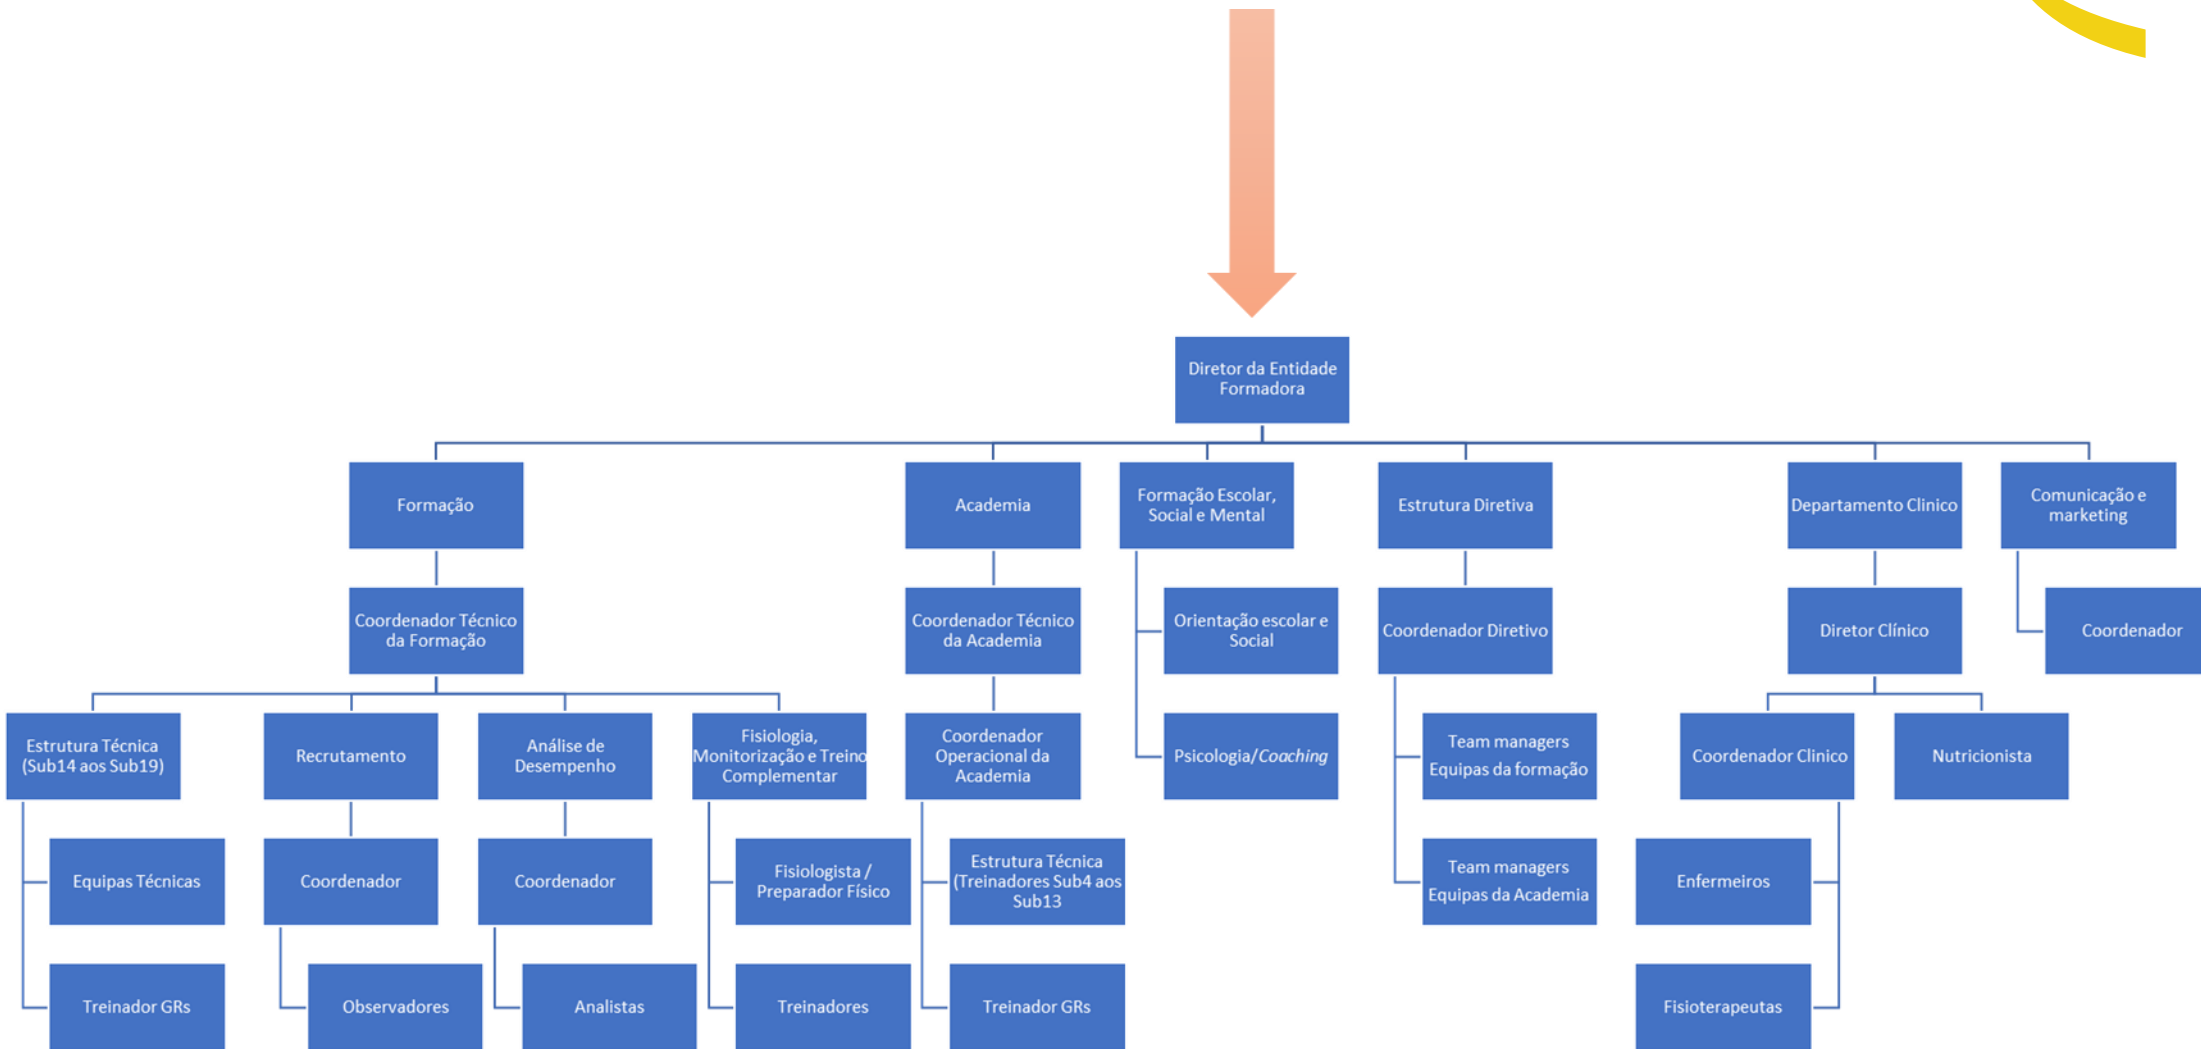 Diretor da Entidade
Formadora
Formação
Academia
Formação Escolar,
Social e Mental
Estrutura Diretiva
Departamento Clinico
Comunicação e
marketing
Coordenador Técnico
da Formação
Coordenador Técnico
da Academia
Orientação escolar e
Social
Coordenador Diretivo
Diretor Clínico
Coordenador
Estrutura Técnica
(Sub14 aos Sub19)
Recrutamento
Análise de
Desempenho
Fisiologia,
Monitorização e Treino
Complementar
Coordenador
Operacional da
Academia
Psicologia/Coaching
Team managers
Equipas da formação
Coordenador Clinico
Nutricionista
Equipas Técnicas
Coordenador
Coordenador
Fisiologista /
Preparador Físico
Estrutura Técnica
(Treinadores Sub4 aos
Sub13
Team managers
Equipas da Academia
Enfermeiros
Treinador GRs
Observadores
Analistas
Treinadores
Treinador GRs
Fisioterapeutas